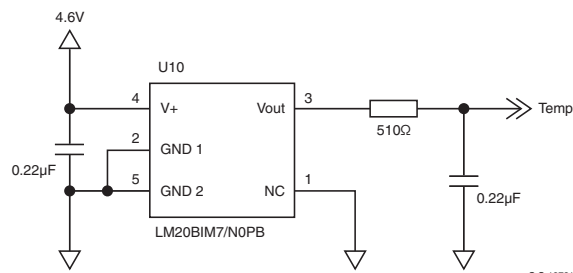 4.6V
U10
4 V+ Vout 3
510Ω
Temp
2 GND 1
0.22µF
5 GND 2 NC 1
0.22µF
LM20BIM7/N0PB